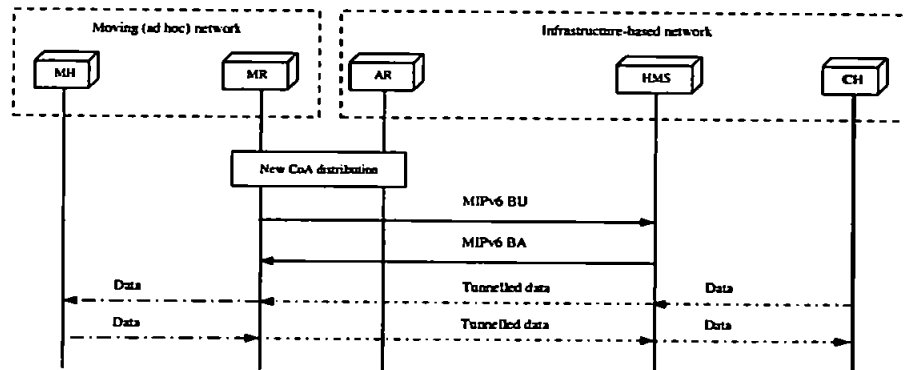 Moving (ad hoc) network
Infrastructure-based network
MH
MR
AR
HMS
CH
New CoA distribution
MIPv6 BU
MIPv6 BA
Data
Tunnelled data
Data
Data
Tunnelled data
Data